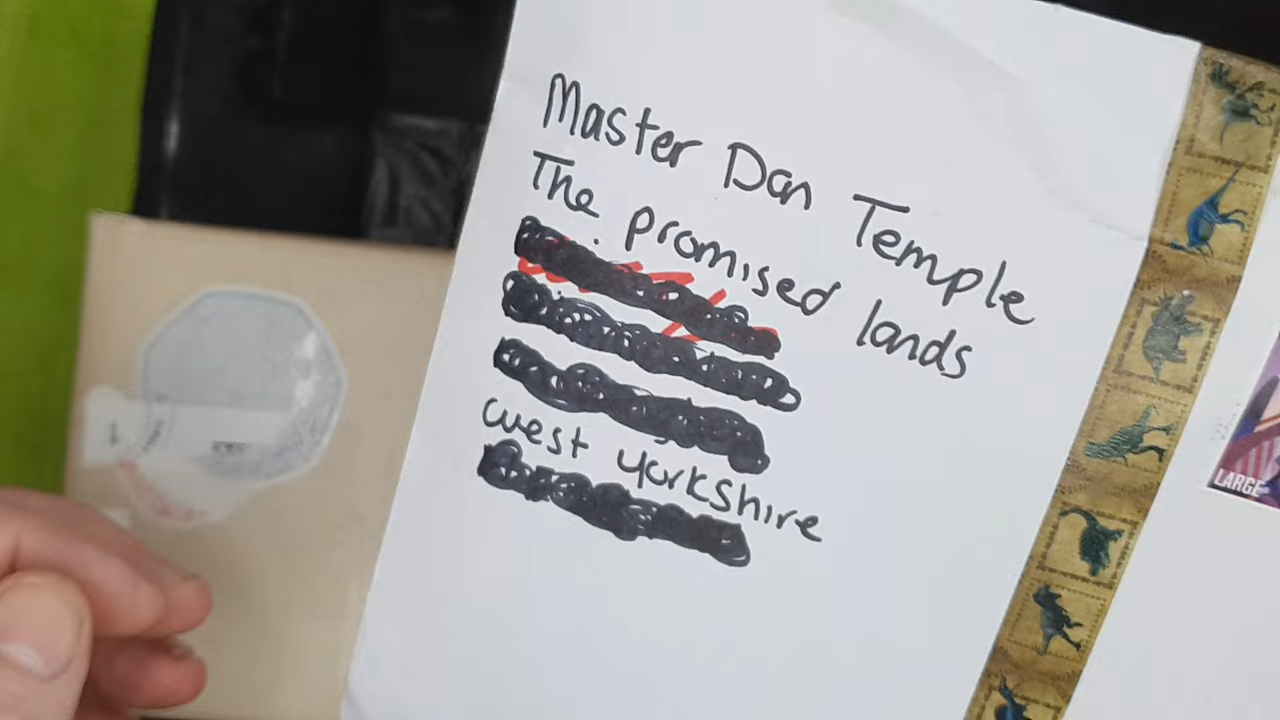 Master Dan Temple
The promised lands
west yorkshire
LARGE